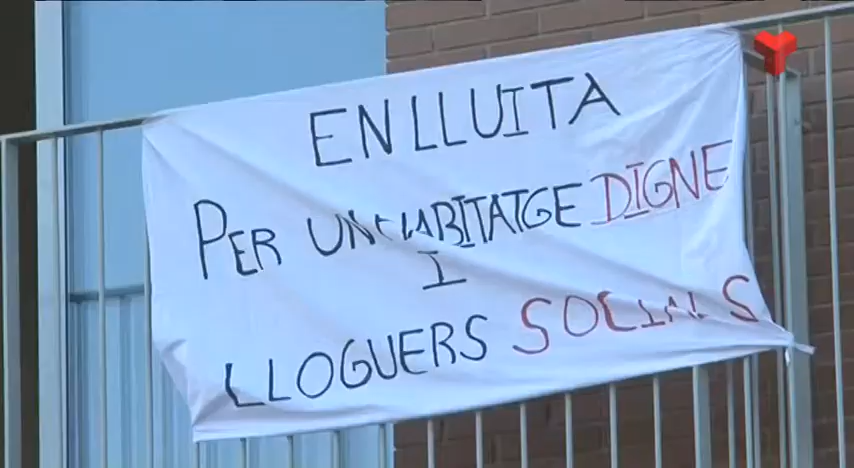 EN LLUITA
PER UN HABITATGE DIGNE
I
LLOGUERS SOCIALS